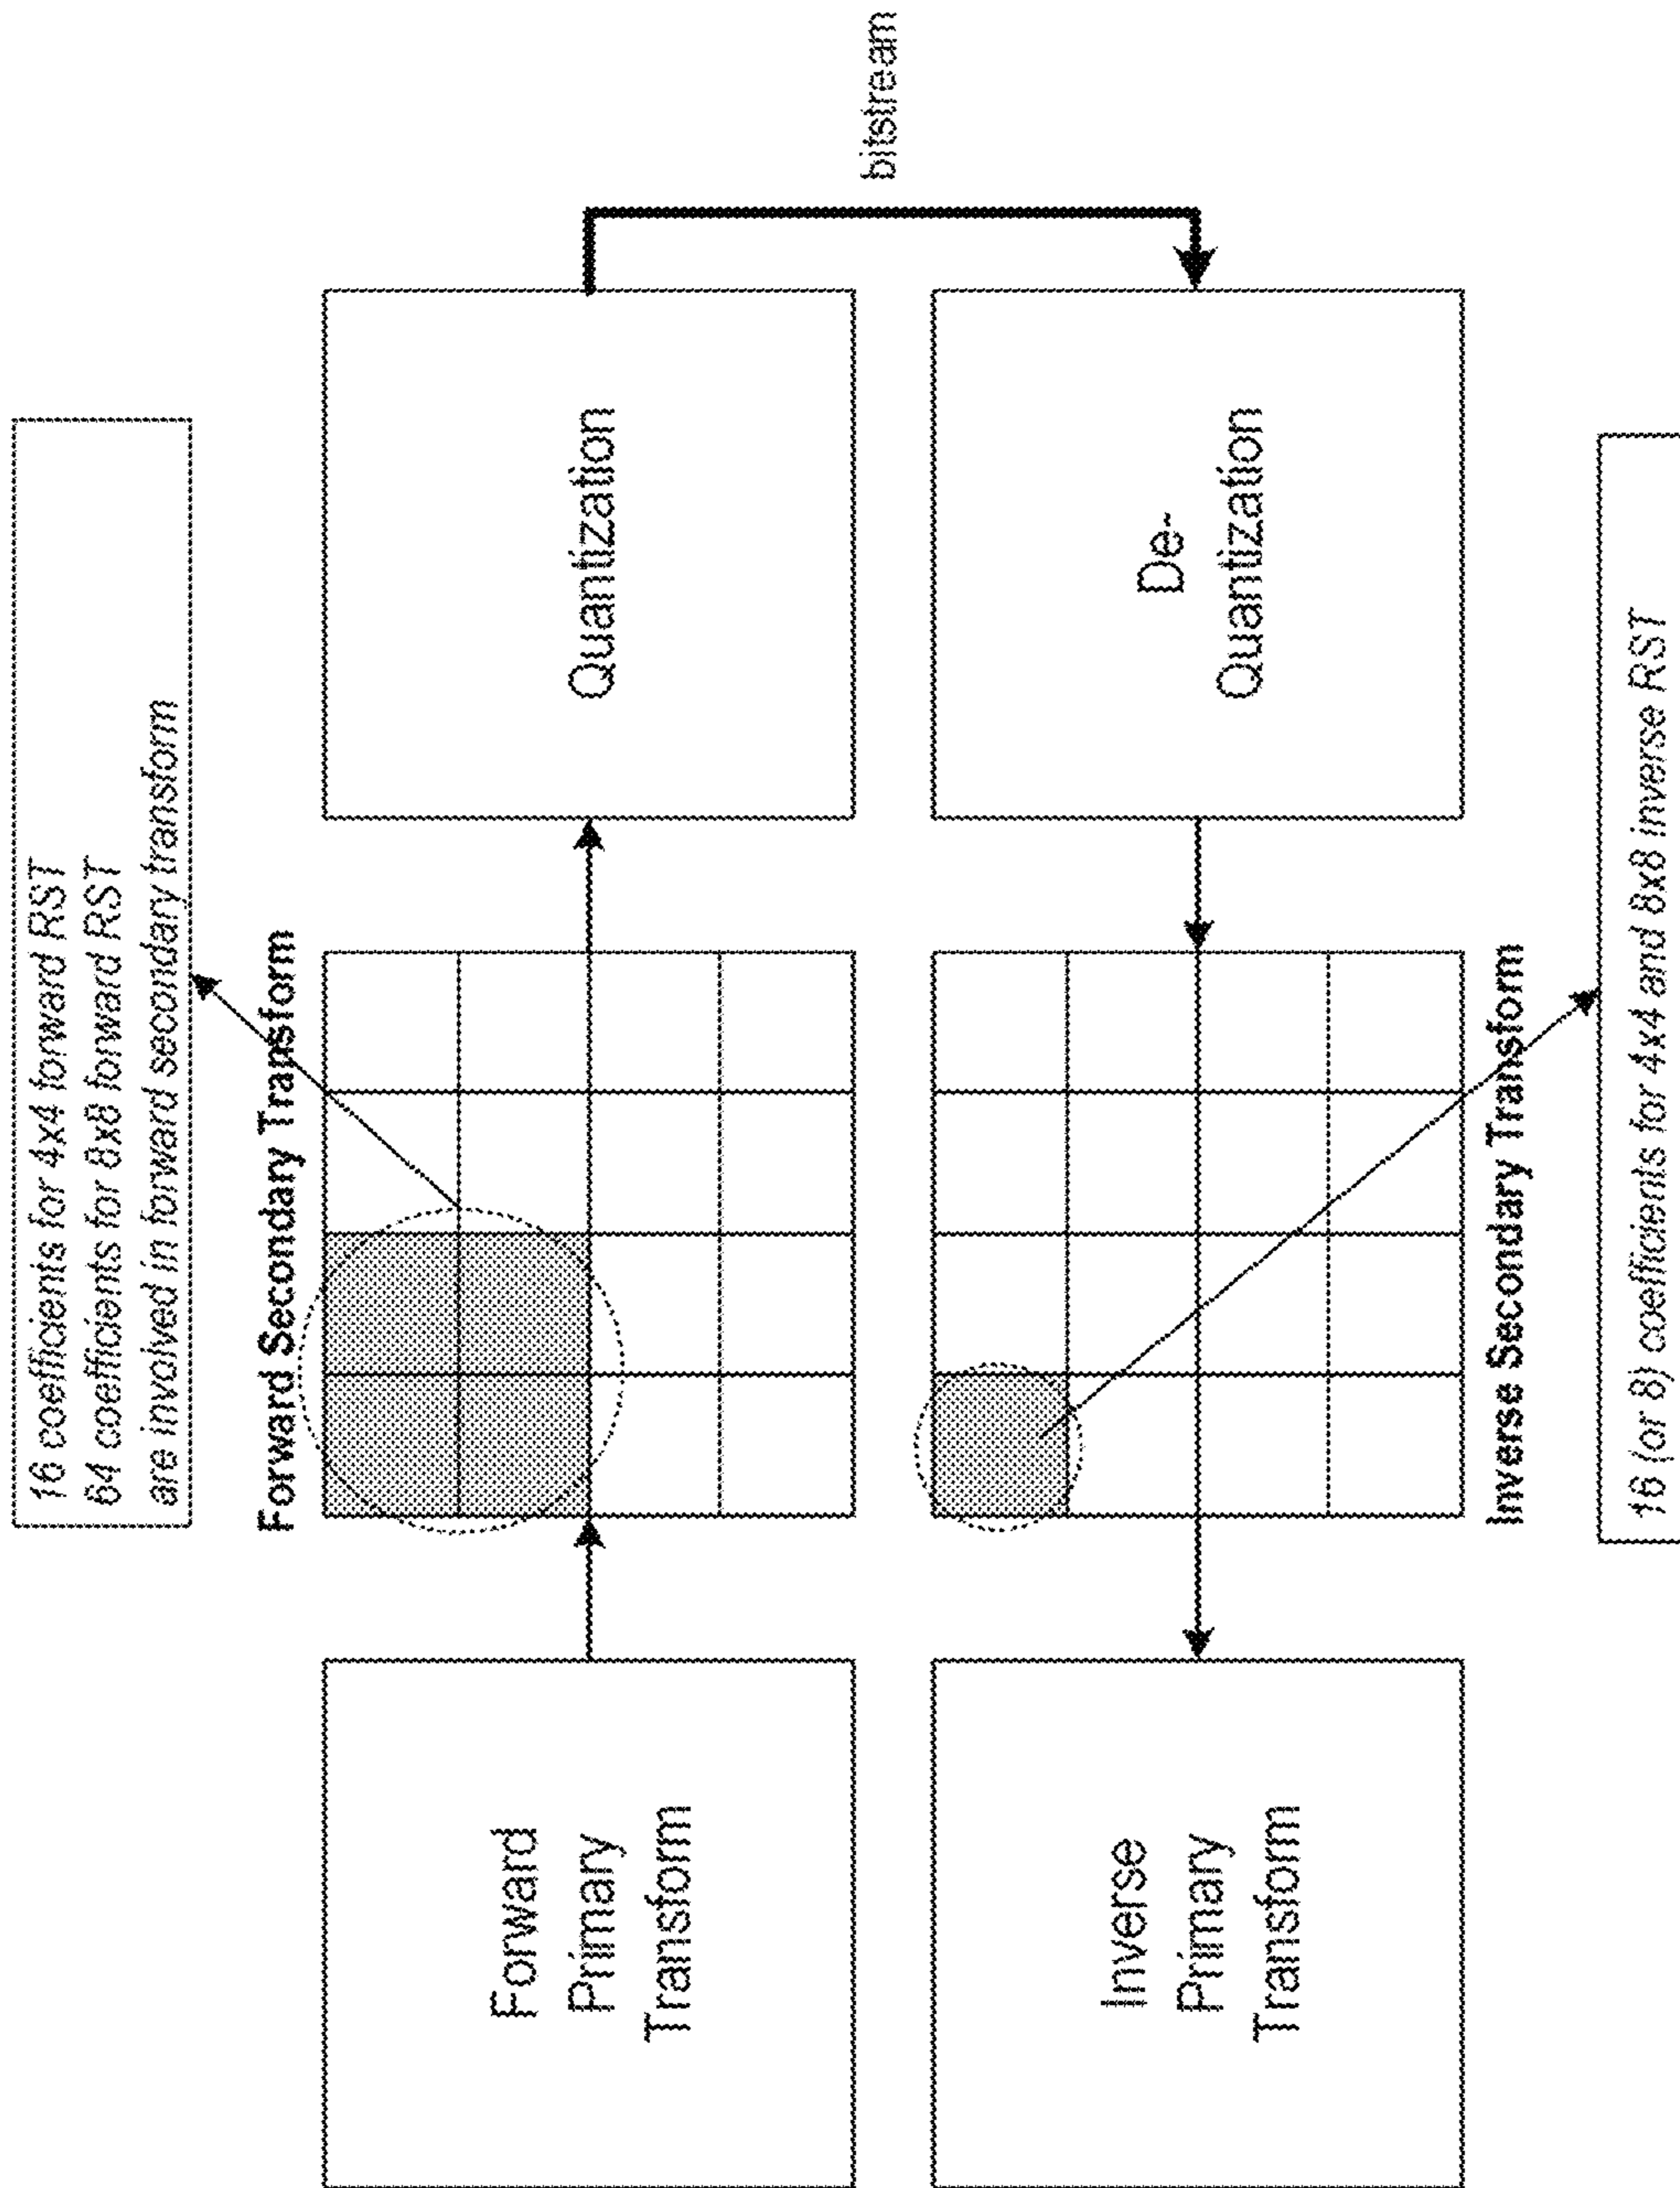 16 coefficients for 4x4 forward RST
64 coefficients for 8x8 forward RST
are involved in forward secondary transform
Forward Secondary Transform
Forward
Primary
Transform
Quantization
bitstream
Inverse
Primary
Transform
De-
Quantization
Inverse Secondary Transform
16 (or 8) coefficients for 4x4 and 8x8 inverse RST